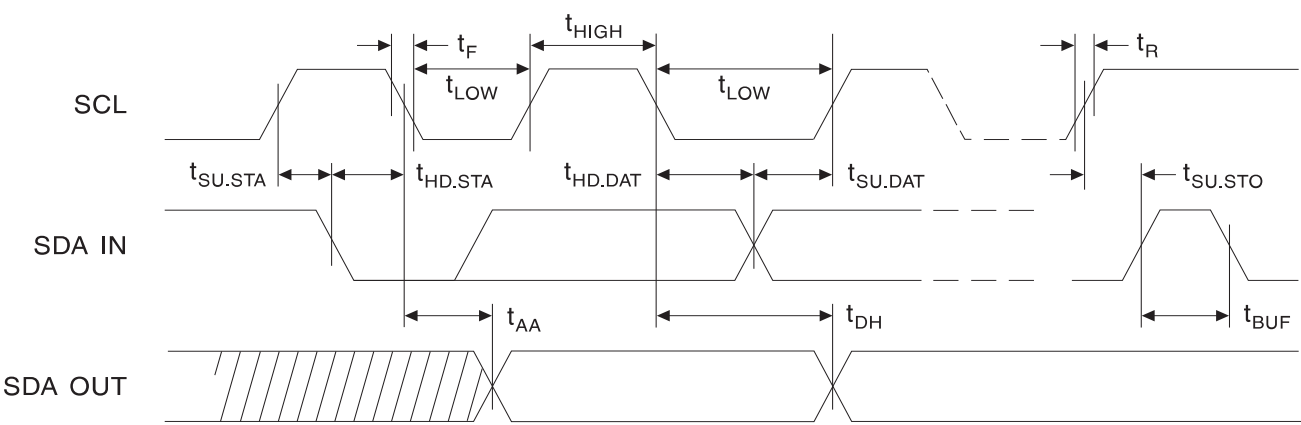 tF
tHIGH
tR
SCL
tLOW
tLOW
tSU.STA
tHD.STA
tHD.DAT
tSU.DAT
tSU.STO
SDA IN
tAA
tDH
tBUF
SDA OUT